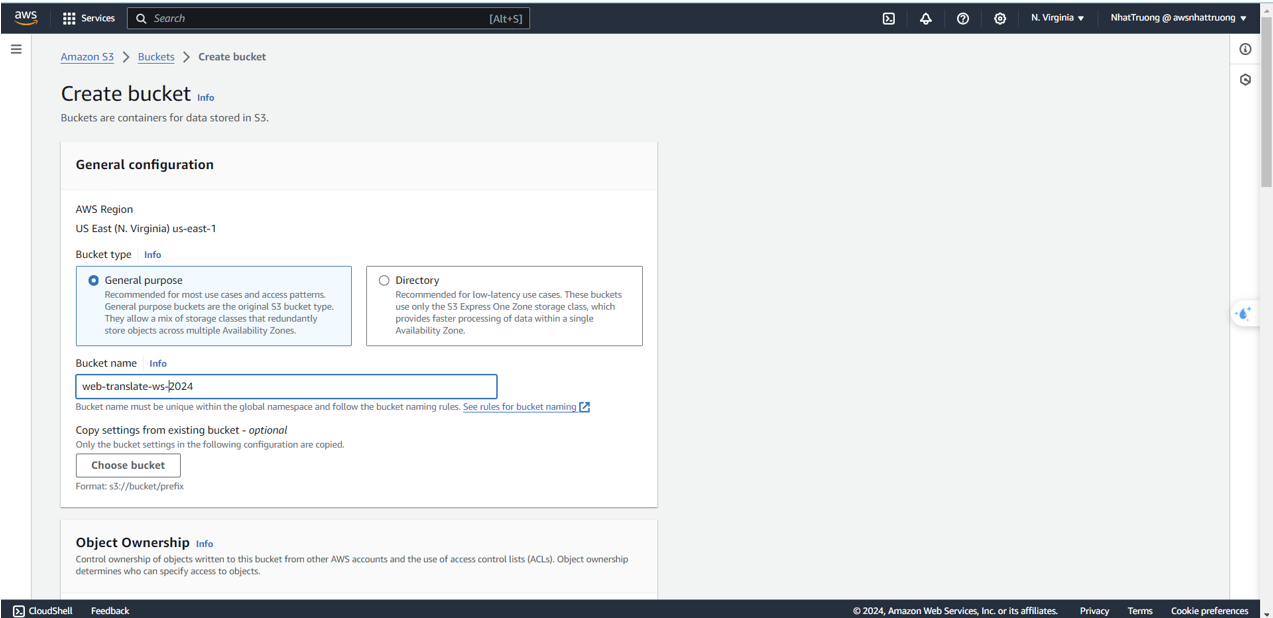 aws
Services
Search
[Alt+S]
N. Virginia
NhatTruong @ awsnhattruong
Amazon S3
Buckets
Create bucket
Create bucket
Info
Buckets are containers for data stored in S3.
General configuration
AWS Region
US East (N. Virginia) us-east-1
Bucket type
Info
General purpose
Recommended for most use cases and access patterns.
General purpose buckets are the original S3 bucket type.
They allow a mix of storage classes that redundantly
store objects across multiple Availability Zones.
Directory
Recommended for low-latency use cases. These buckets
use only the S3 Express One Zone storage class, which
provides faster processing of data within a single
Availability Zone.
Bucket name
Info
web-translate-ws-2024
Bucket name must be unique within the global namespace and follow the bucket naming rules. See rules for bucket naming
Copy settings from existing bucket - optional
Only the bucket settings in the following configuration are copied.
Choose bucket
Format: s3://bucket/prefix
Object Ownership
Info
Control ownership of objects written to this bucket from other AWS accounts and the use of access control lists (ACLs). Object ownership
determines who can specify access to objects.
CloudShell
Feedback
© 2024, Amazon Web Services, Inc. or its affiliates.
Privacy
Terms
Cookie preferences